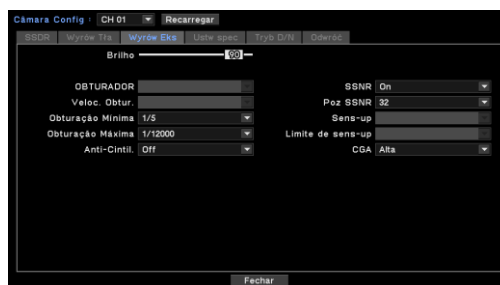 Câmara Config CH 01 Recarregar
SSDR Wyrów Tła Wyrów Eks Ustw spec Tryb D/N Odwróć
Brilho 90
OBTURADOR
Veloc. Obtur.
Obturação Mínima 1/5
Obturação Máxima 1/12000
Anti-Cintil. Off
SSNR On
Poz SSNR 32
Sens-up
Limite de sens-up
CGA Alta
Fechar